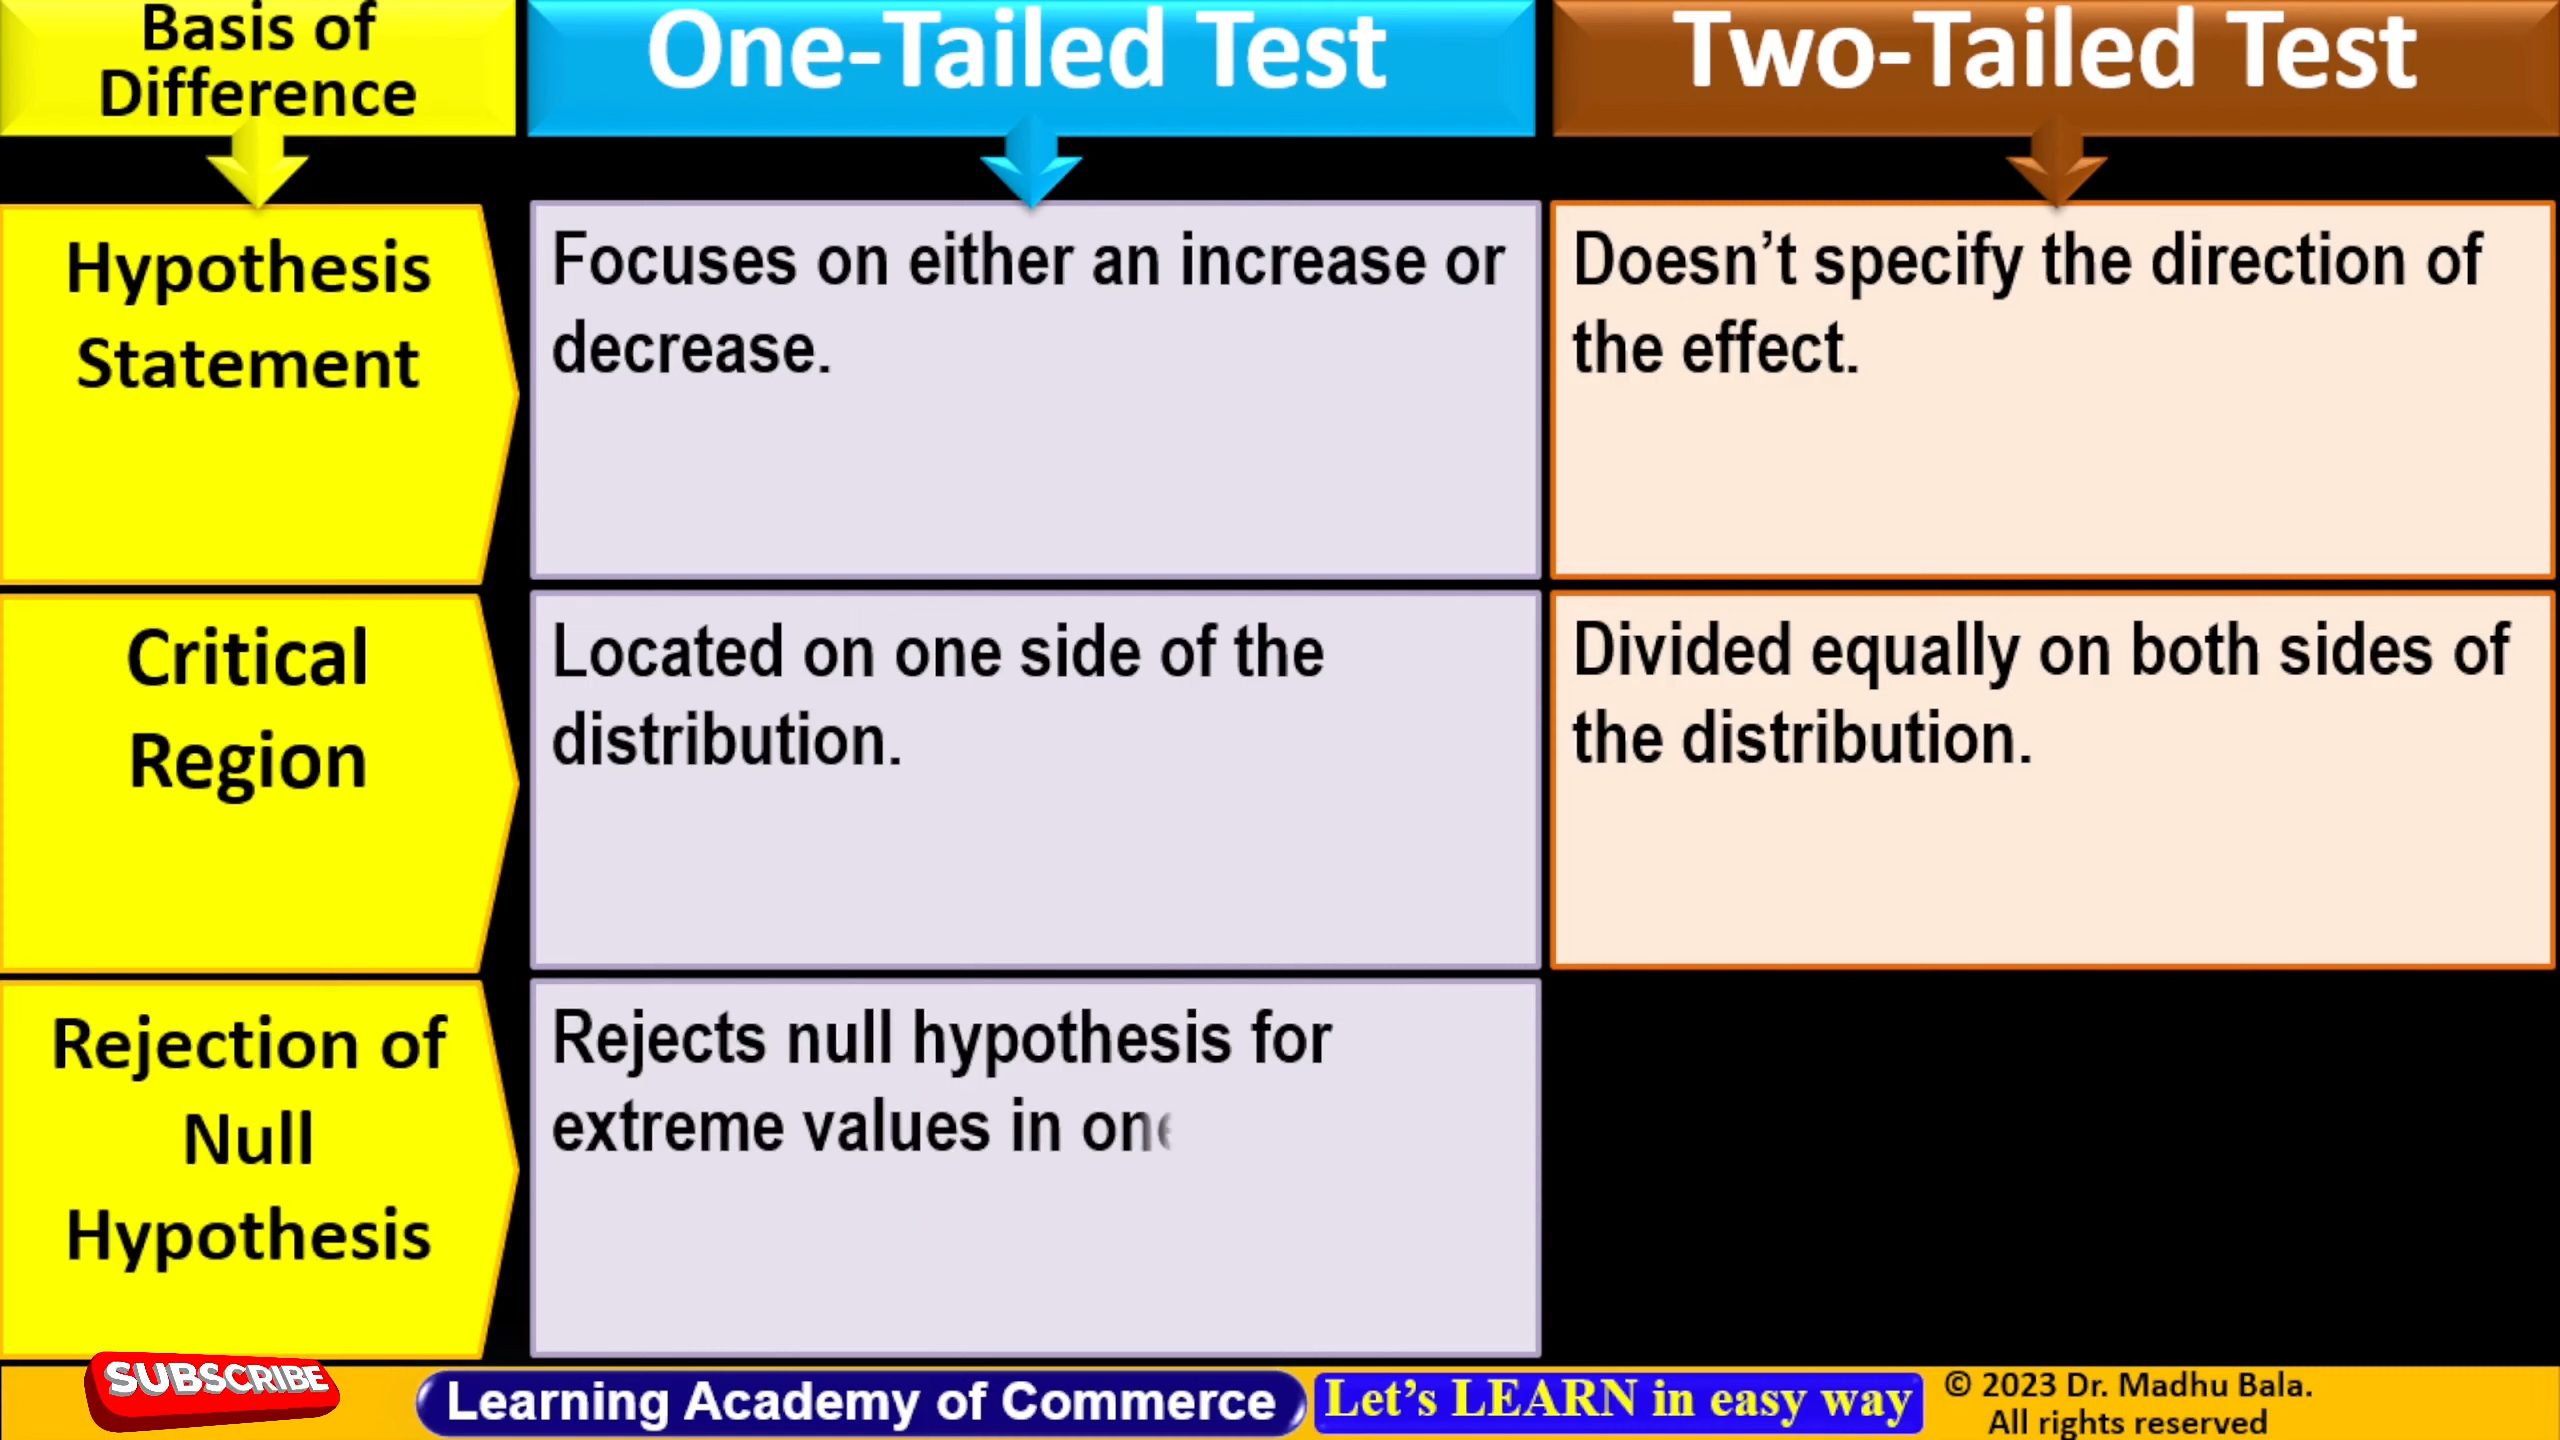 Basis of
Difference
One-Tailed Test
Two-Tailed Test
Hypothesis
Statement
Focuses on either an increase or
decrease.
Doesn’t specify the direction of
the effect.
Critical
Region
Located on one side of the
distribution.
Divided equally on both sides of
the distribution.
Rejection of
Null
Hypothesis
Rejects null hypothesis for
extreme values in one
SUBSCRIBE
Learning Academy of Commerce
Let’s LEARN in easy way
© 2023 Dr. Madhu Bala.
All rights reserved